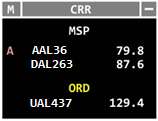 M CRR –
MSP
A AAL36 79.8
DAL263 87.6
ORD
UAL437 129.4